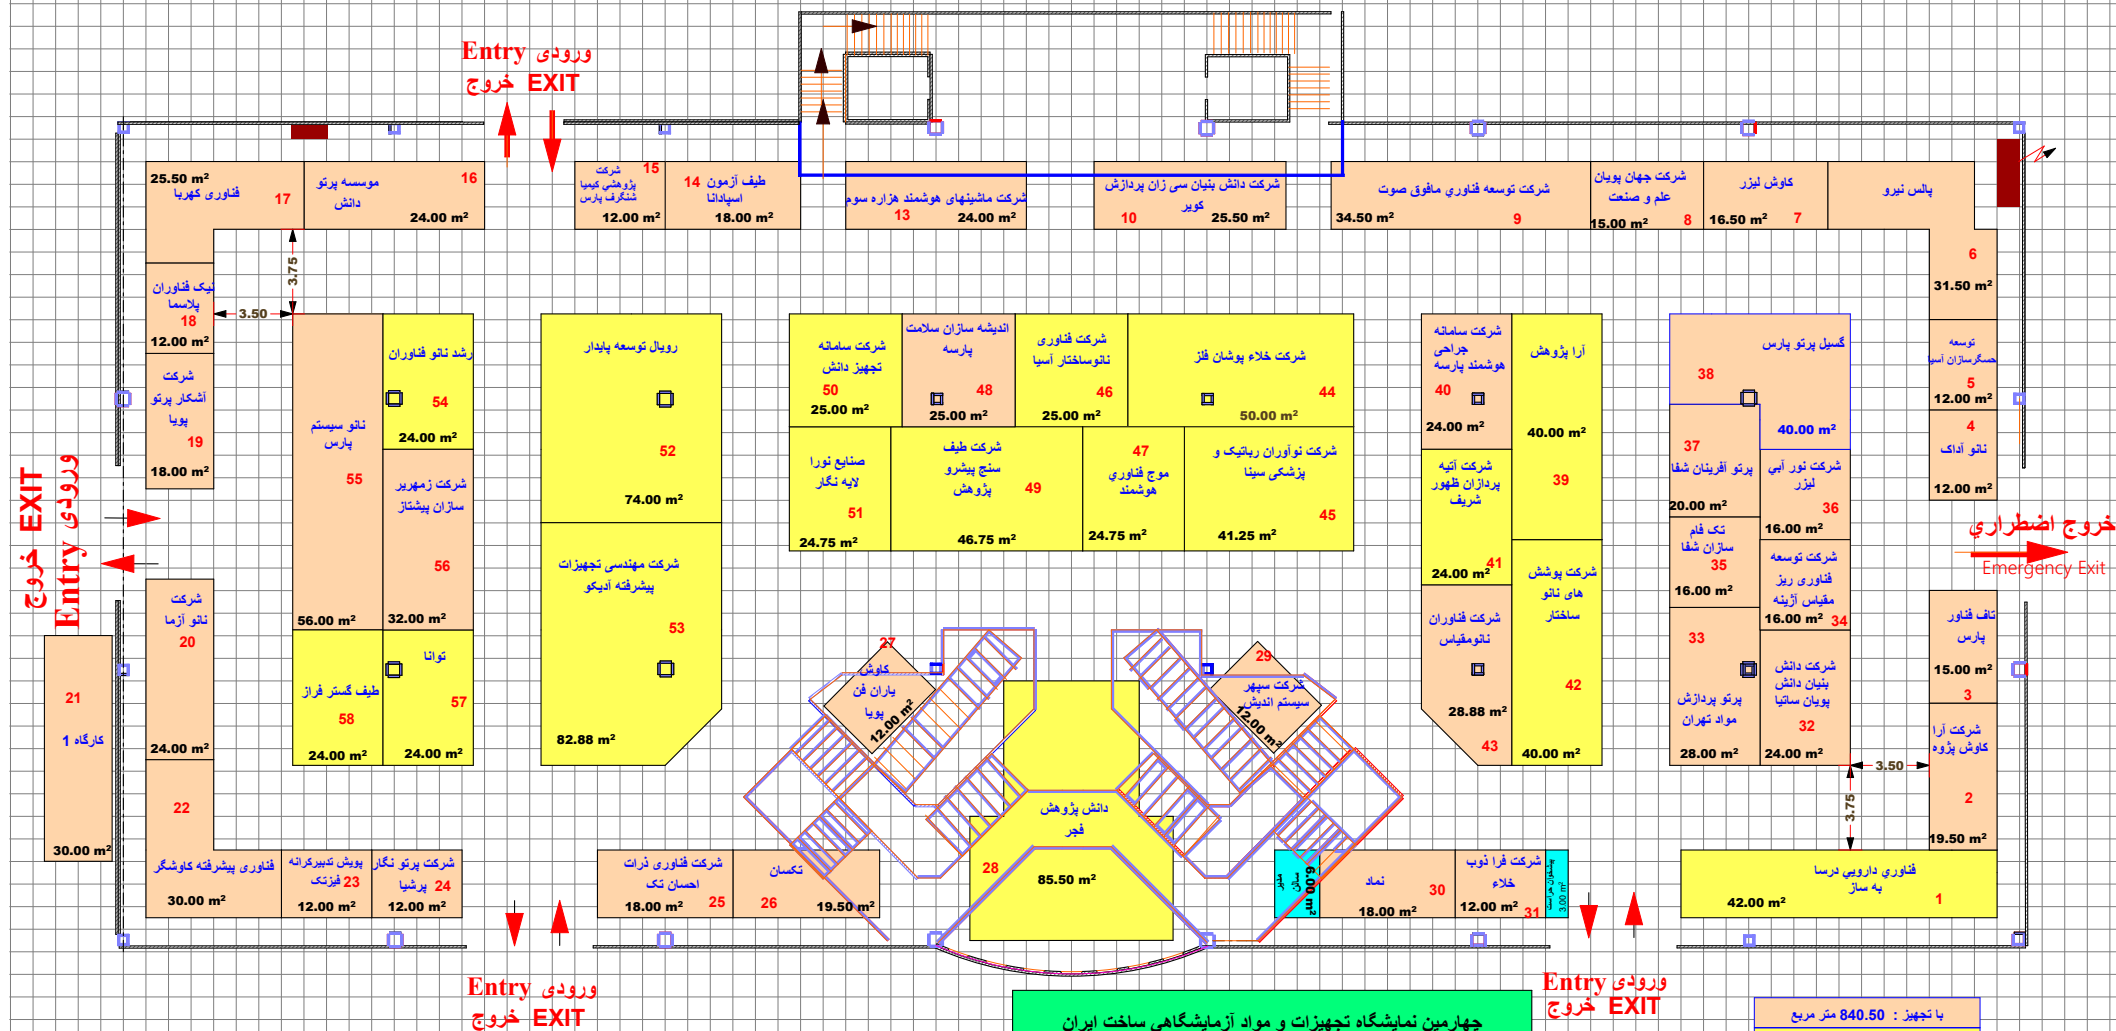 ورودی Entry
خروج EXIT
25.50 m²
فناوری کهربا
17
موسسه پرتو
دانش
16
24.00 m²
شرکت
پژوهشي کیمیا
شنگرف پارس
15
12.00 m²
14
طیف آزمون
اسپادانا
18.00 m²
شرکت ماشینهای هوشمند هزاره سوم
13
24.00 m²
شرکت دانش بنیان سی زان پردازش
کویر
10
25.50 m²
شرکت توسعه فناوري مافوق صوت
34.50 m²
9
شرکت جهان پویان
علم و صنعت
15.00 m²
8
کاوش لیزر
16.50 m²
7
پالس نیرو
6
31.50 m²
نیک فناوران
پلاسما
18
12.00 m²
3.75
3.50
شرکت
آشکار پرتو
پویا
19
18.00 m²
نانو سیستم
پارس
55
56.00 m²
رشد نانو فناوران
54
24.00 m²
شرکت زمهریر
سازان پیشتاز
56
32.00 m²
رویال توسعه پایدار
52
74.00 m²
شرکت مهندسی تجهیزات
پیشرفته آدیکو
53
82.88 m²
شرکت سامانه
تجهیز دانش
50
25.00 m²
اندیشه سازان سلامت
پارسه
48
25.00 m²
شرکت فناوری
نانوساختار آسیا
46
25.00 m²
شرکت خلاء پوشان فلز
44
50.00 m²
صنایع نورا
لایه نگار
51
24.75 m²
شرکت طیف
سنج پیشرو
پژوهش
49
46.75 m²
47
موج فناوري
هوشمند
24.75 m²
شرکت نوآوران رباتیک و
پزشکی سینا
45
41.25 m²
شرکت سامانه
جراحی
هوشمند پارسه
40
24.00 m²
آرا پژوهش
40.00 m²
39
شرکت آتیه
پردازان ظهور
شریف
41
24.00 m²
شرکت پوشش
های نانو
ساختار
42
40.00 m²
شرکت فناوران
نانومقیاس
28.88 m²
43
گسیل پرتو پارس
38
40.00 m²
37
پرتو آفرینان شفا
20.00 m²
شرکت نور آبي
لیزر
36
16.00 m²
تک فام
سازان شفا
35
16.00 m²
شرکت توسعه
فناوری ریز
مقیاس آژینه
16.00 m²
34
33
پرتو پردازش
مواد تهران
28.00 m²
شرکت دانش
بنیان دانش
پویان ساتیا
32
24.00 m²
توسعه
حسگرسازان آسیا
5
12.00 m²
4
نانو آداک
12.00 m²
خروج اضطراري
Emergency Exit
تاف فناور
پارس
15.00 m²
3
شرکت آرا
کاوش پژوه
2
19.50 m²
3.50
3.75
فناوري دارويي درسا
به ساز
42.00 m²
1
خروج EXIT
ورودی Entry
شرکت
نانو آزما
20
24.00 m²
21
کارگاه 1
30.00 m²
22
فناوری پیشرفته کاوشگر
30.00 m²
طیف گستر فراز
58
24.00 m²
توانا
57
24.00 m²
پویش تدبیرکرانه
فیزتک
23
12.00 m²
شرکت پرتو نگار
پرشیا
24
12.00 m²
شرکت فناوری ذرات
احسان تک
18.00 m²
25
تکسان
26
19.50 m²
27
کاوش
یاران فن
پویا
12.00 m²
29
شرکت سپهر
سیستم اندیش
12.00 m²
دانش پژوهش
فجر
28
85.50 m²
مدیر
سالن
6.00 m²
نماد
30
18.00 m²
شرکت فرا ذوب
خلاء
12.00 m²
31
پیشخوان حراست
3.00 m²
ورودی Entry
خروج EXIT
ورودی Entry
خروج EXIT
چهارمین نمایشگاه تجهیزات و مواد آزمایشگاهی ساخت ایران
با تجهیز : 840.50 متر مربع